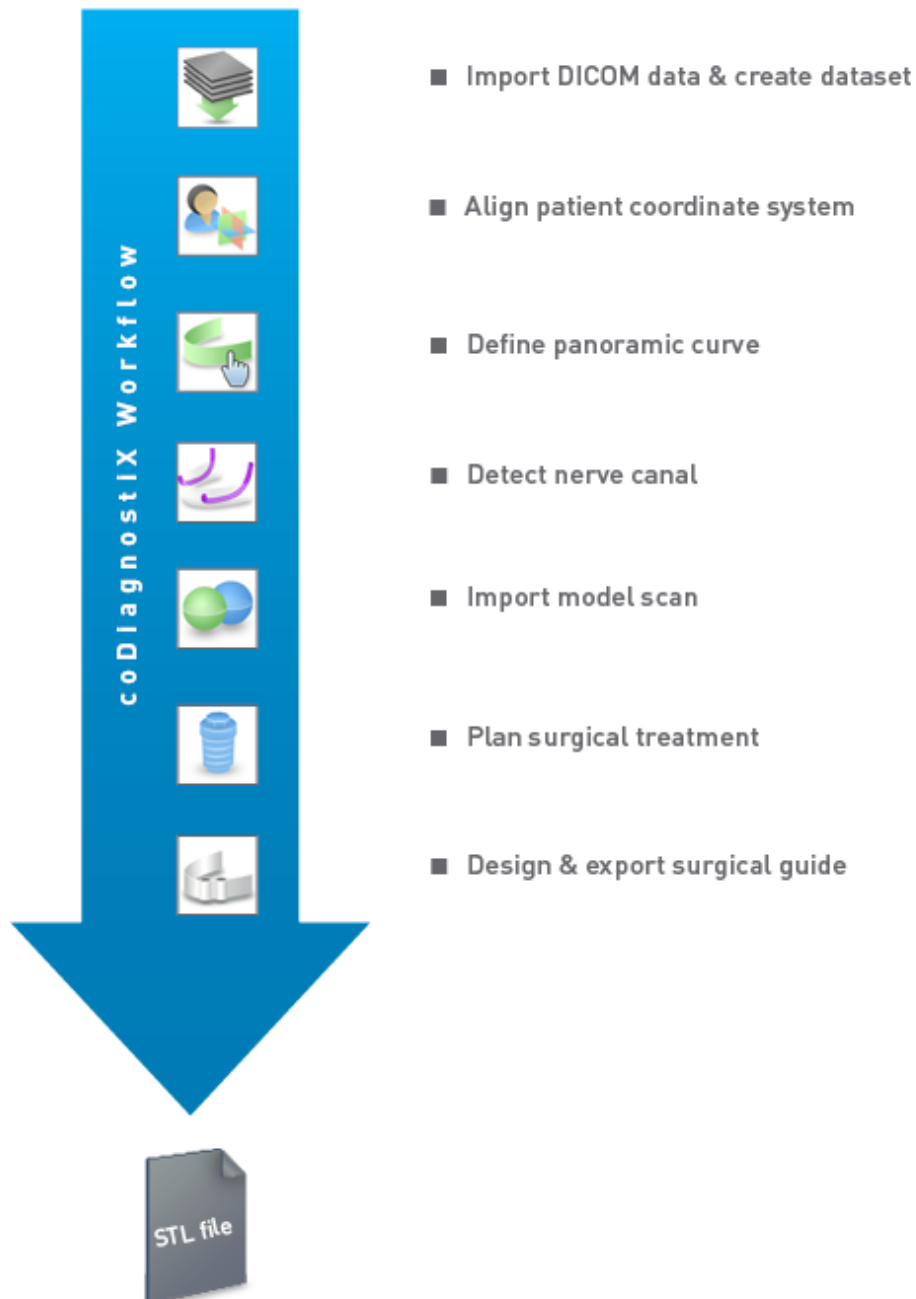 coDiagnostiX Workflow
Import DICOM data & create dataset
Align patient coordinate system
Define panoramic curve
Detect nerve canal
Import model scan
Plan surgical treatment
Design & export surgical guide
STL file